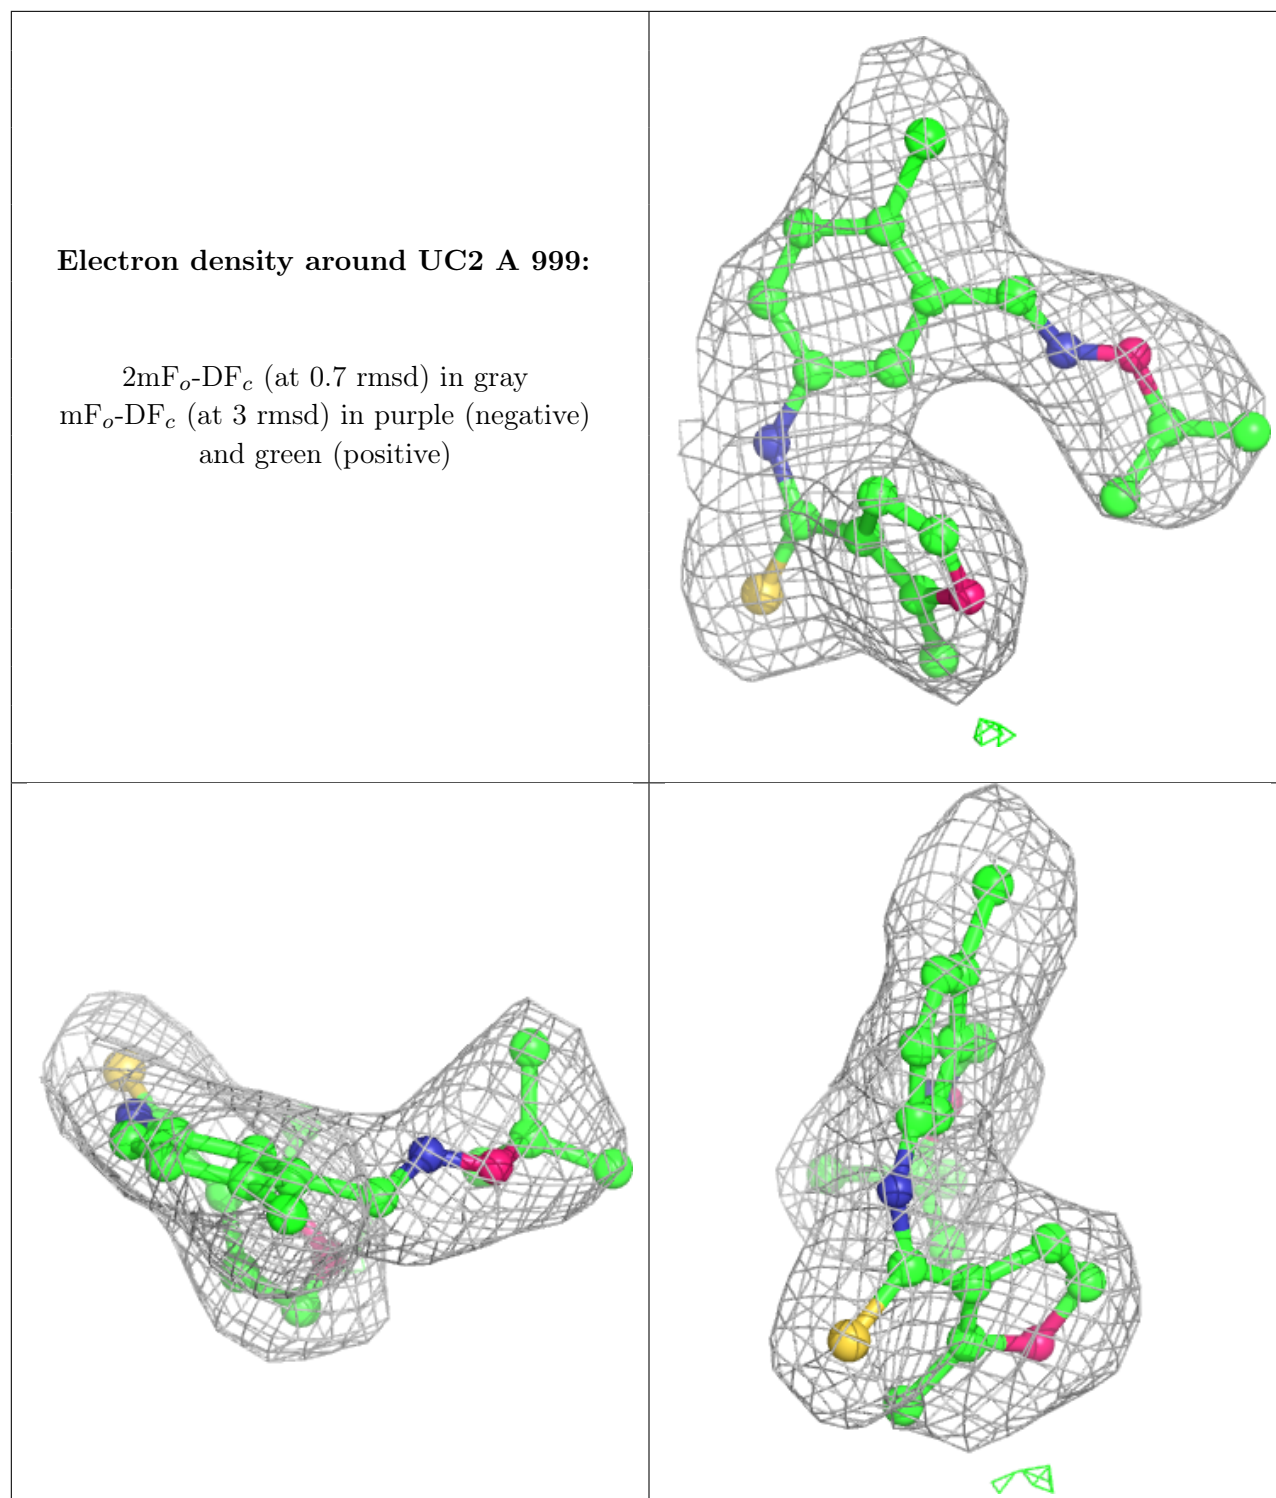 Electron density around UC2 A 999:
2mFo-DFc (at 0.7 rmsd) in gray
mFo-DFc (at 3 rmsd) in purple (negative)
and green (positive)